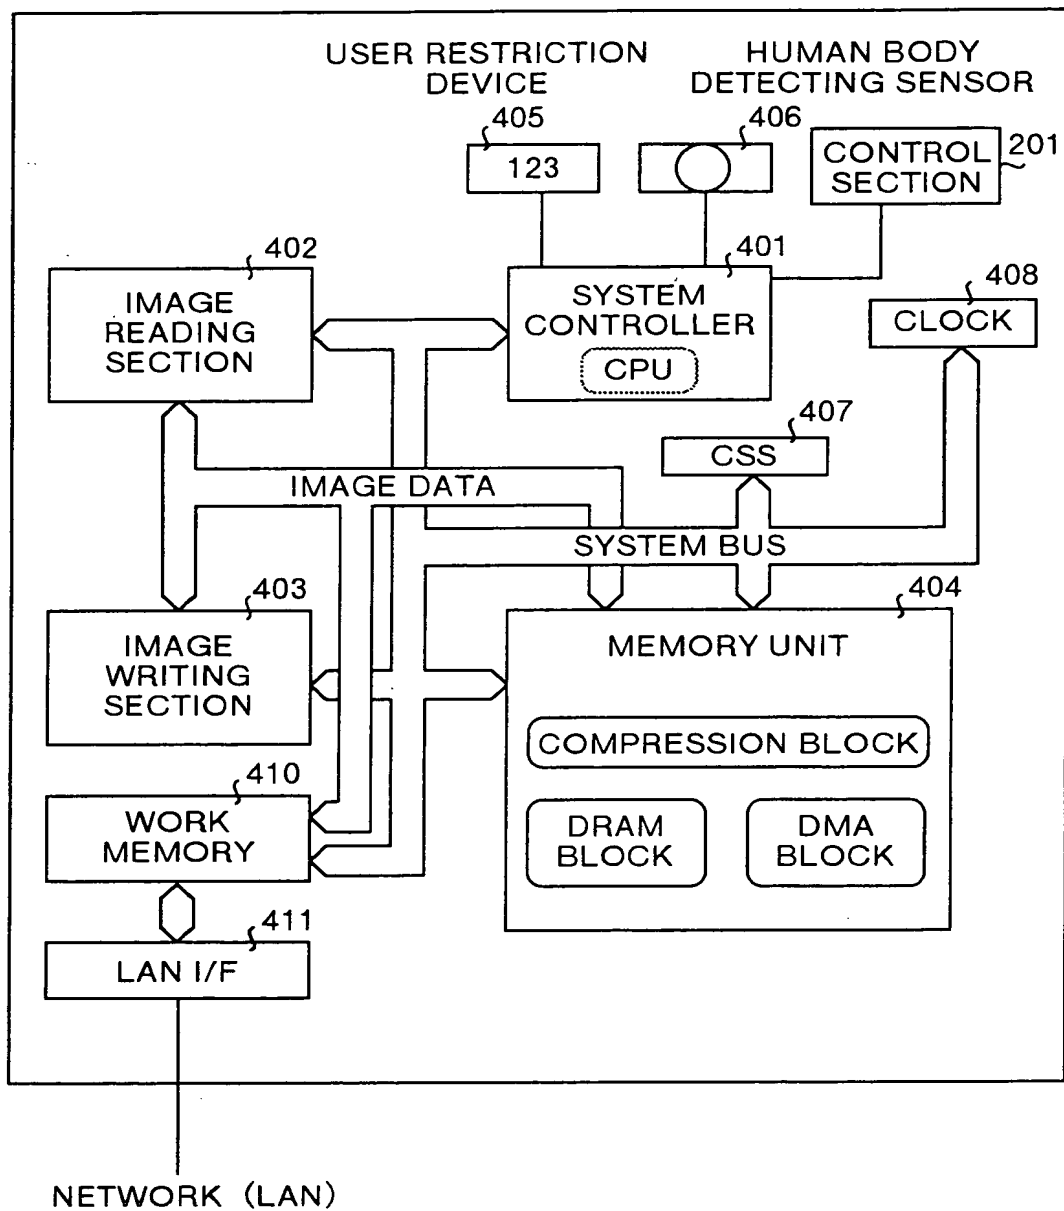 USER RESTRICTION
DEVICE
HUMAN BODY
DETECTING SENSOR
405
123
406
CONTROL
SECTION
201
402
IMAGE
READING
SECTION
401
SYSTEM
CONTROLLER
CPU
408
CLOCK
407
CSS
IMAGE DATA
SYSTEM BUS
403
IMAGE
WRITING
SECTION
404
MEMORY UNIT
COMPRESSION BLOCK
DRAM
BLOCK
DMA
BLOCK
410
WORK
MEMORY
411
LAN I/F
NETWORK (LAN)